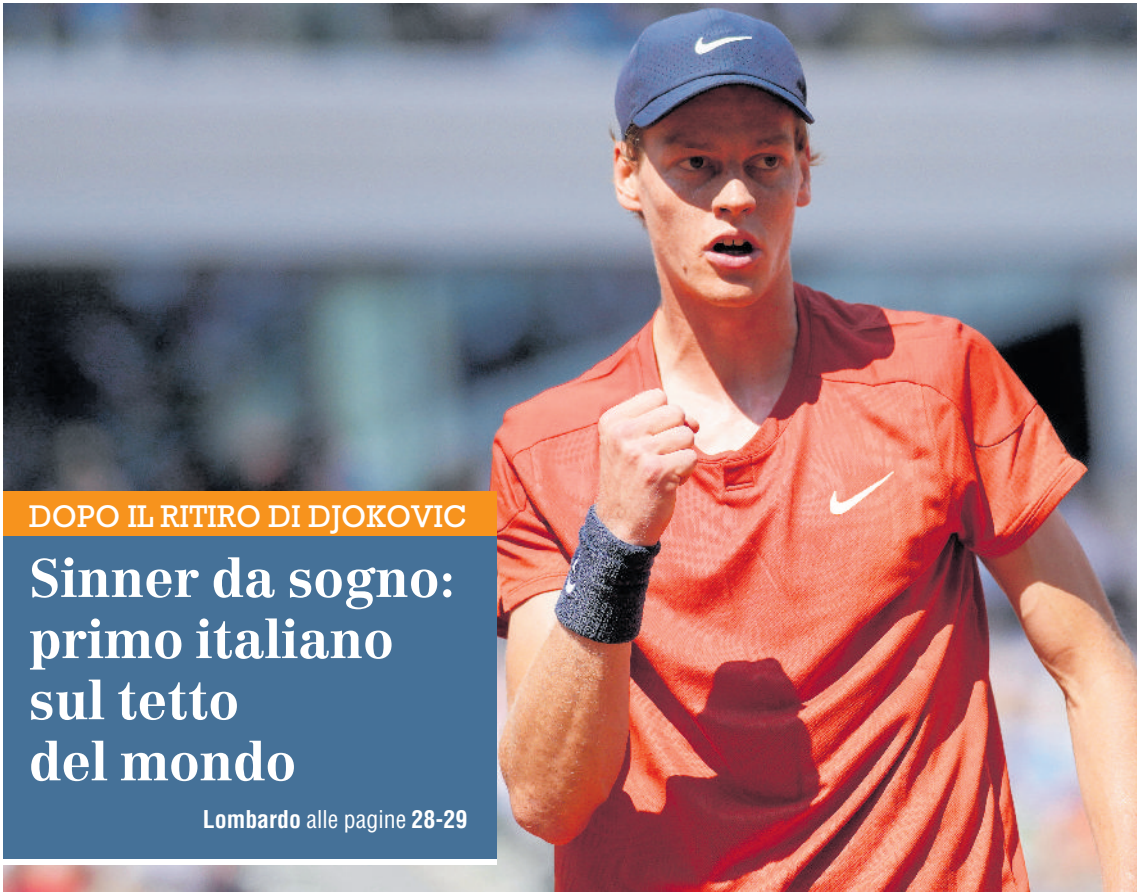 DOPO IL RITIRO DI DJOKOVIC
Sinner da sogno:
primo italiano
sul tetto
del mondo
Lombardo alle pagine 28-29